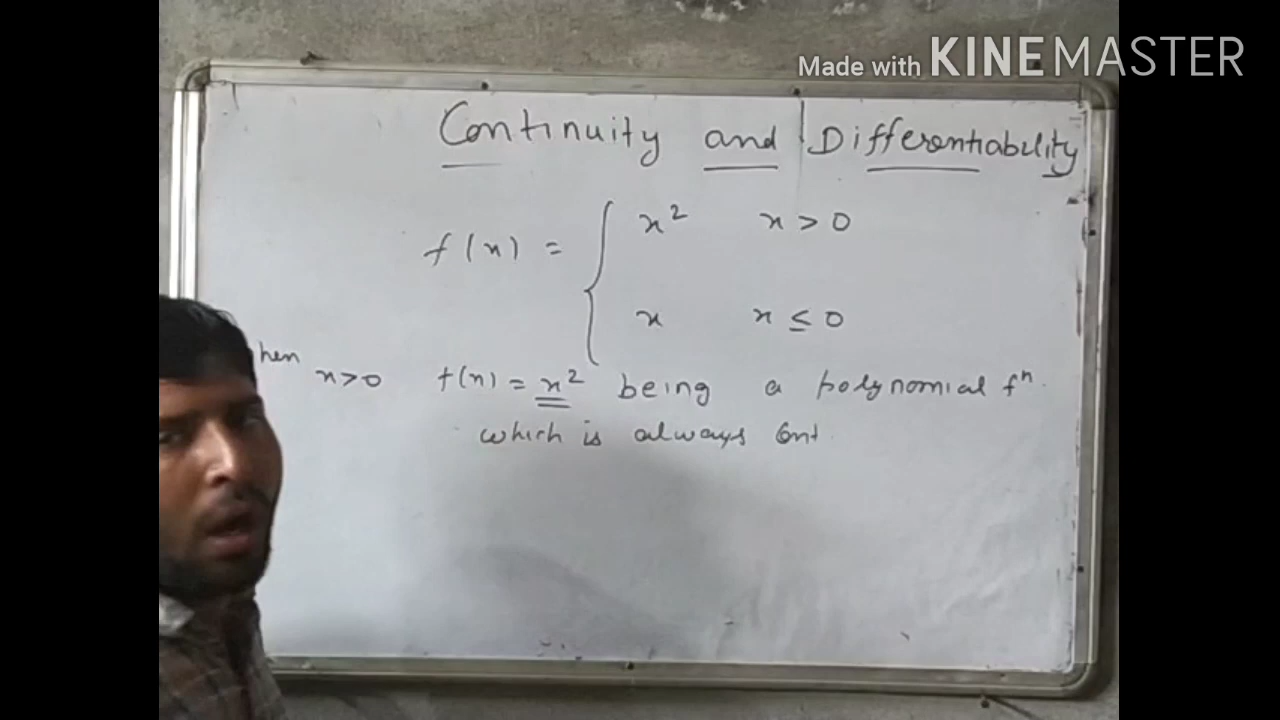 Made with KINEMASTER
Continuity and Differentiability
f(x) = { x² x > 0
x x ≤ 0
hen x>0 f(x) = x² being a polynomial fⁿ.
which is always Cont.